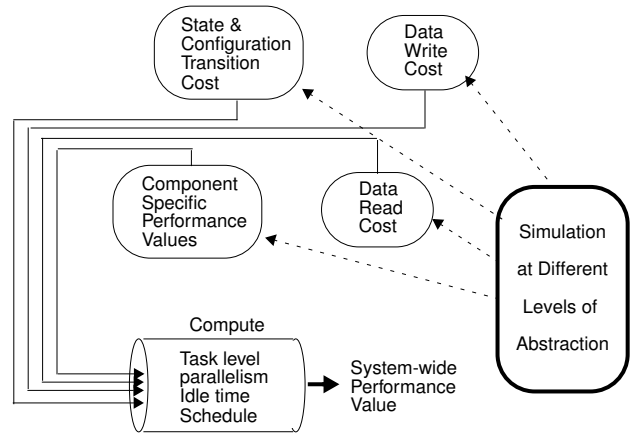 State &
Configuration
Transition
Cost
Data
Write
Cost
Component
Specific
Performance
Values
Data
Read
Cost
Simulation
at Different
Levels of
Abstraction
Compute
Task level
parallelism
Idle time
Schedule
System-wide
Performance
Value